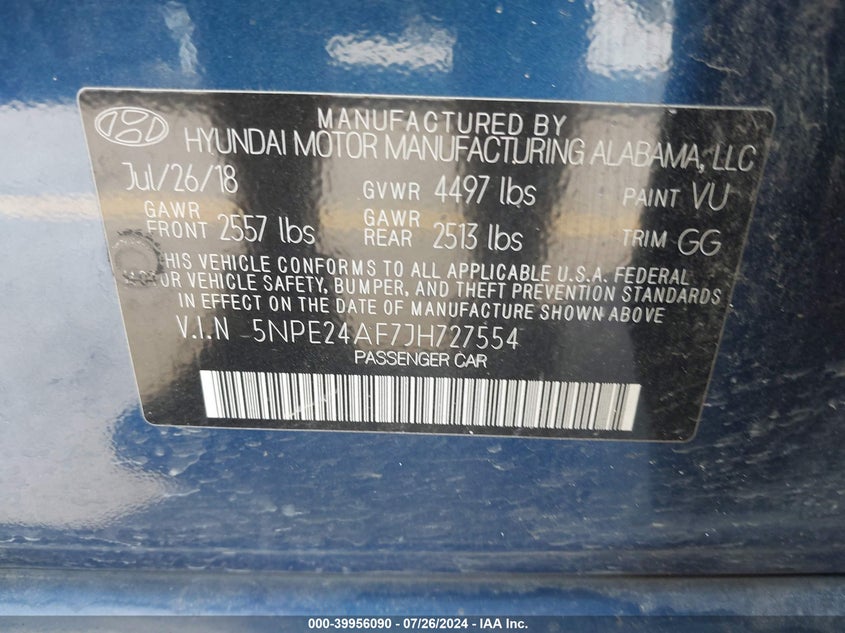 MANUFACTURED BY
HYUNDAI MOTOR MANUFACTURING ALABAMA, LLC
Jul/26/18 GVWR 4497 lbs PAINT VU
GAWR FRONT 2557 lbs GAWR REAR 2513 lbs TRIM GG
THIS VEHICLE CONFORMS TO ALL APPLICABLE U.S.A. FEDERAL
MOTOR VEHICLE SAFETY, BUMPER, AND THEFT PREVENTION STANDARDS
IN EFFECT ON THE DATE OF MANUFACTURE SHOWN ABOVE
V.I.N 5NPE24AF7JH727554
PASSENGER CAR
000-39956090 / 07/26/2024 - IAA Inc.